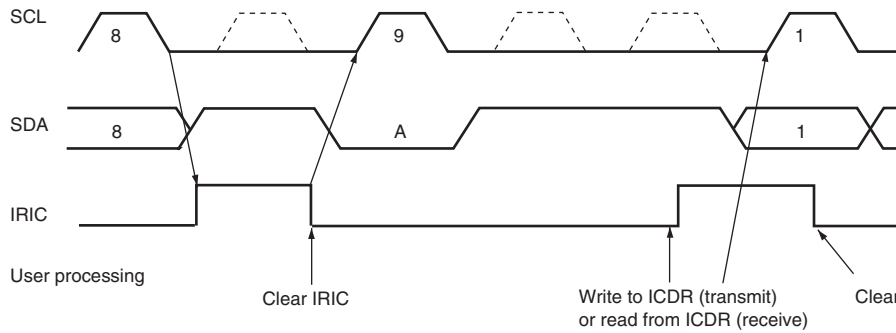 SCL
8
9
1
SDA
8
A
1
IRIC
User processing
Clear IRIC
Write to ICDR (transmit)
or read from ICDR (receive)
Clear